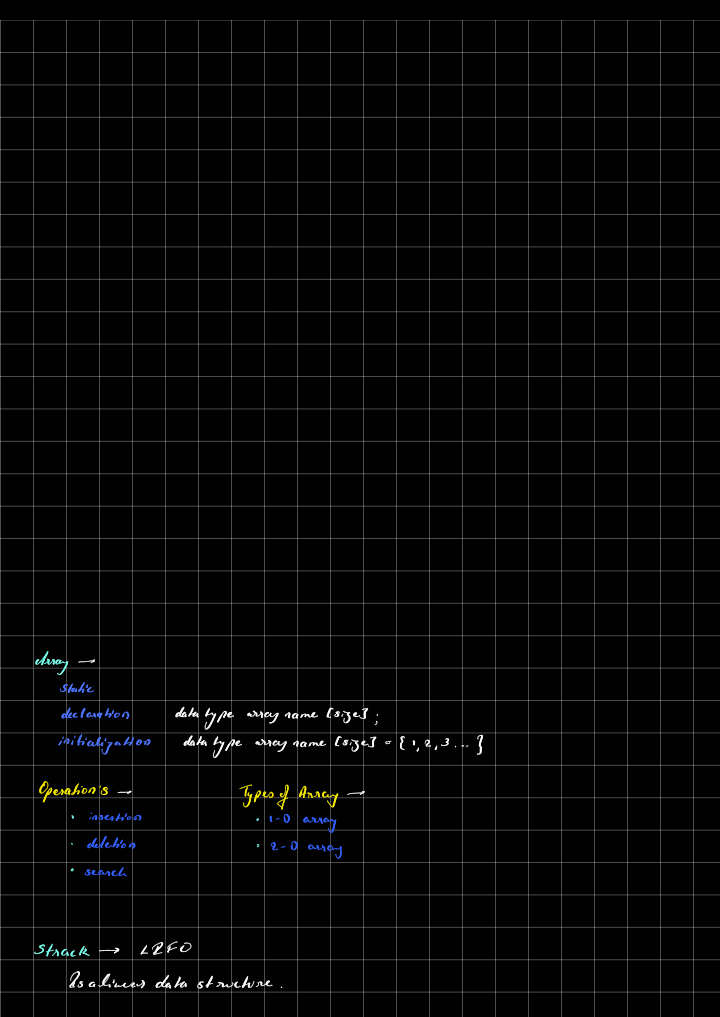 Array →
static
declaration data type array name [size] ;
initialization data type array name [size] = { 1, 2, 3 ... }
Operation's → Types of Array →
• insertion • 1-D array
• deletion • 2-D array
• search
Strack → LIFO
Is a linear data structure.